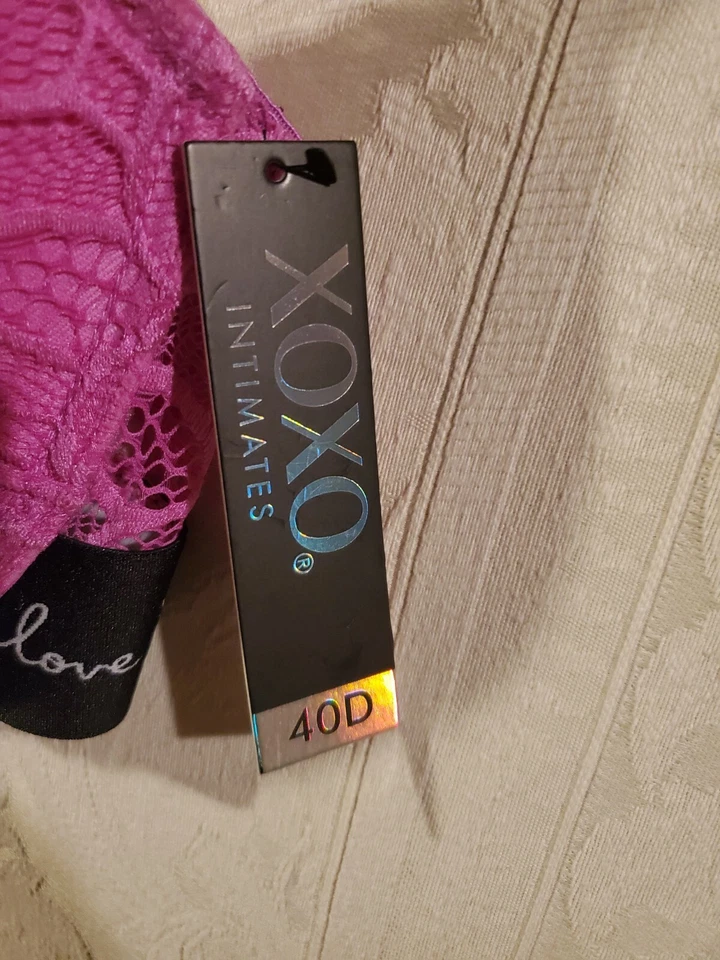 XOXO®
INTIMATES
40D
love